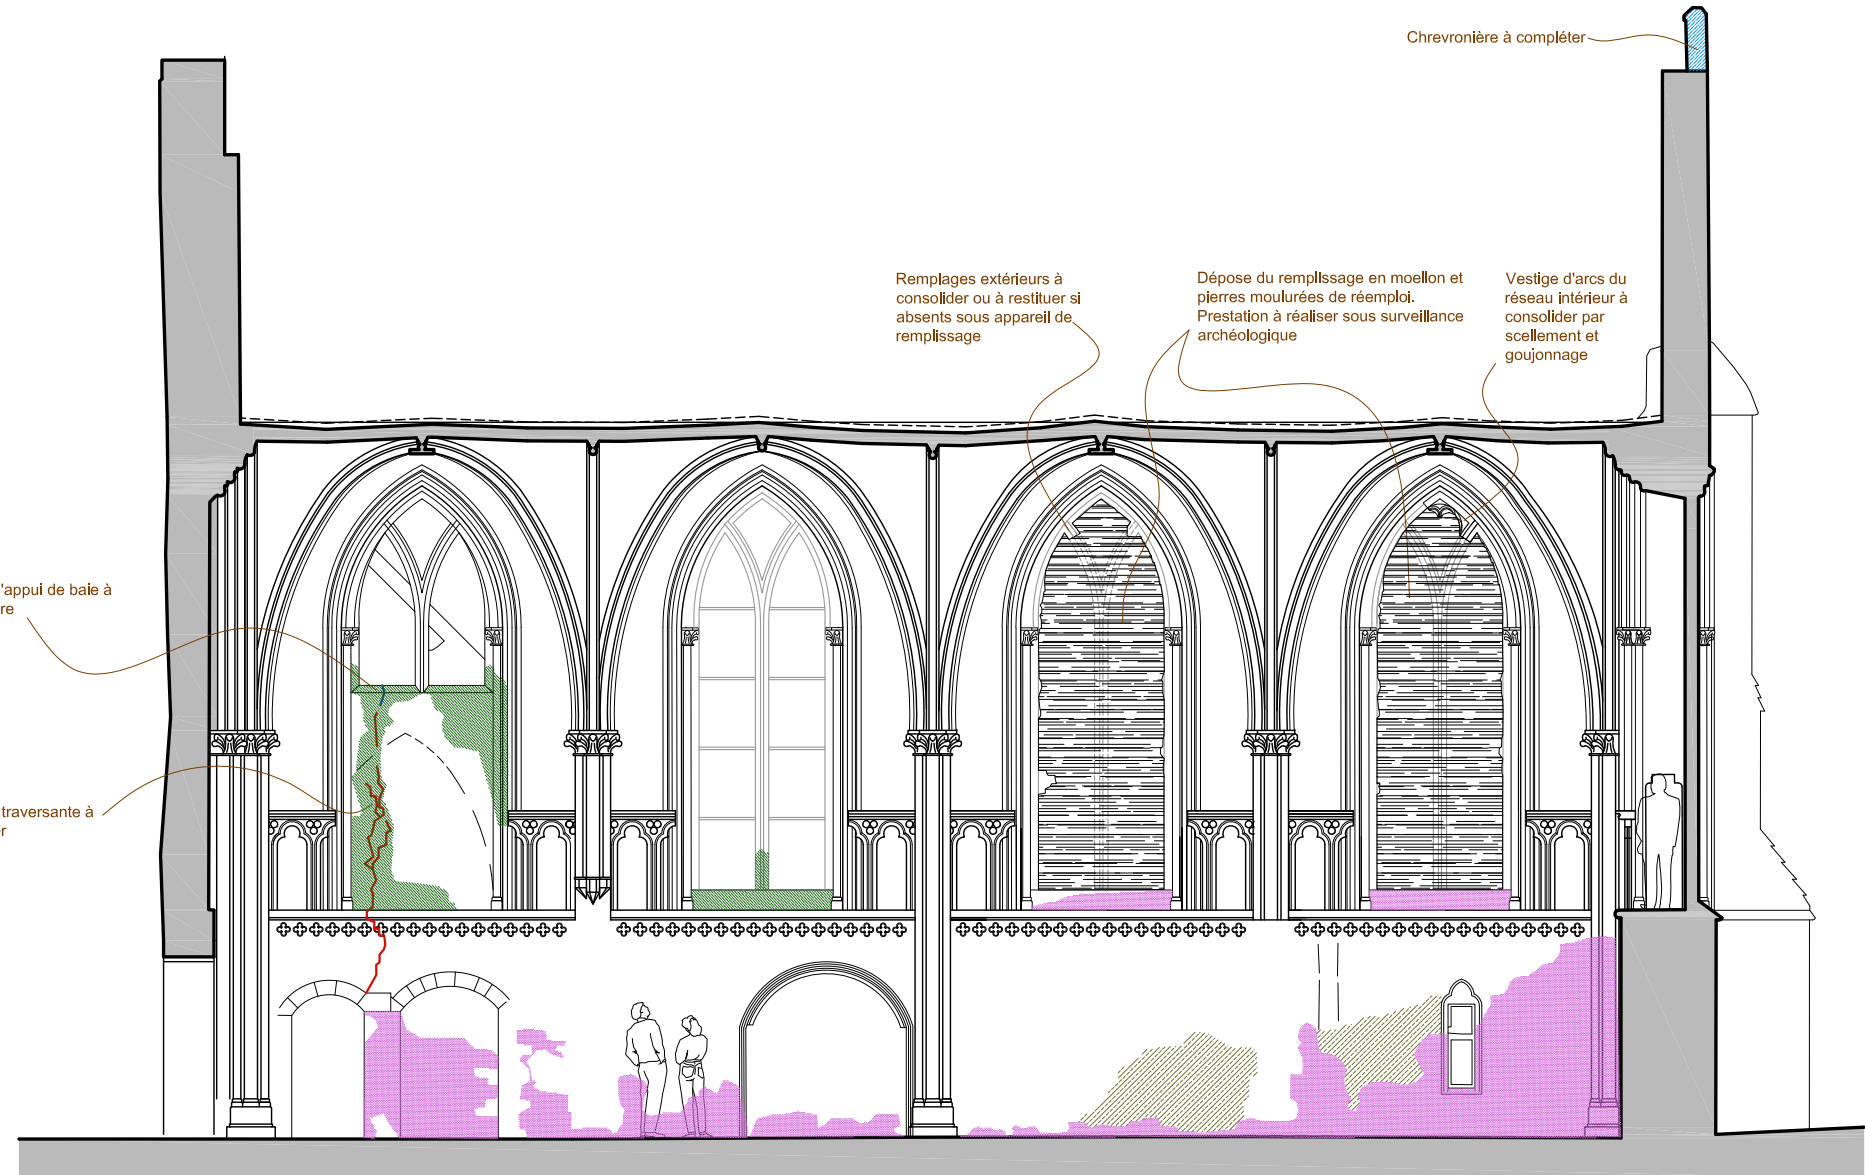 Chrevronière à compléter
Remplages extérieurs à
consolider ou à restituer si
absents sous appareil de
remplissage
Dépose du remplissage en moellon et
pierres moulurées de réemploi.
Prestation à réaliser sous surveillance
archéologique
Vestige d'arcs du
réseau intérieur à
consolider par
scellement et
goujonnage
'appui de baie à
re
traversante à
er